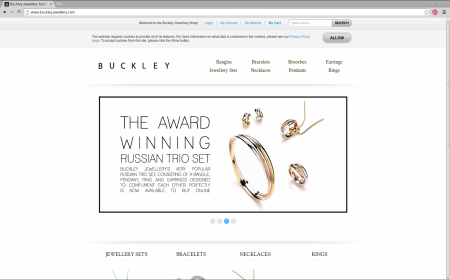 Buckley Jewellery
www.buckley-jewellery.com
Welcome to the Buckley Jewellery Shop! Login | My Account | My Wishlist | My Cart SEARCH
This website requires cookies to provide all of its features. For more information on what data is contained in the cookies, please see our Privacy Policy
page. To accept cookies from this site, please click the Allow button.
ALLOW
BUCKLEY
Bangles Bracelets Brooches Earrings
Jewellery Sets Necklaces Pendants Rings
THE AWARD
WINNING
RUSSIAN TRIO SET
BUCKLEY JEWELLERY'S VERY POPULAR
RUSSIAN TRIO SET, CONSISTING OF A BANGLE,
PENDANT, RING AND EARRINGS DESIGNED
TO COMPLIMENT EACH OTHER PERFECTLY
IS NOW AVAILABLE TO BUY ONLINE
JEWELLERY SETS BRACELETS NECKLACES RINGS